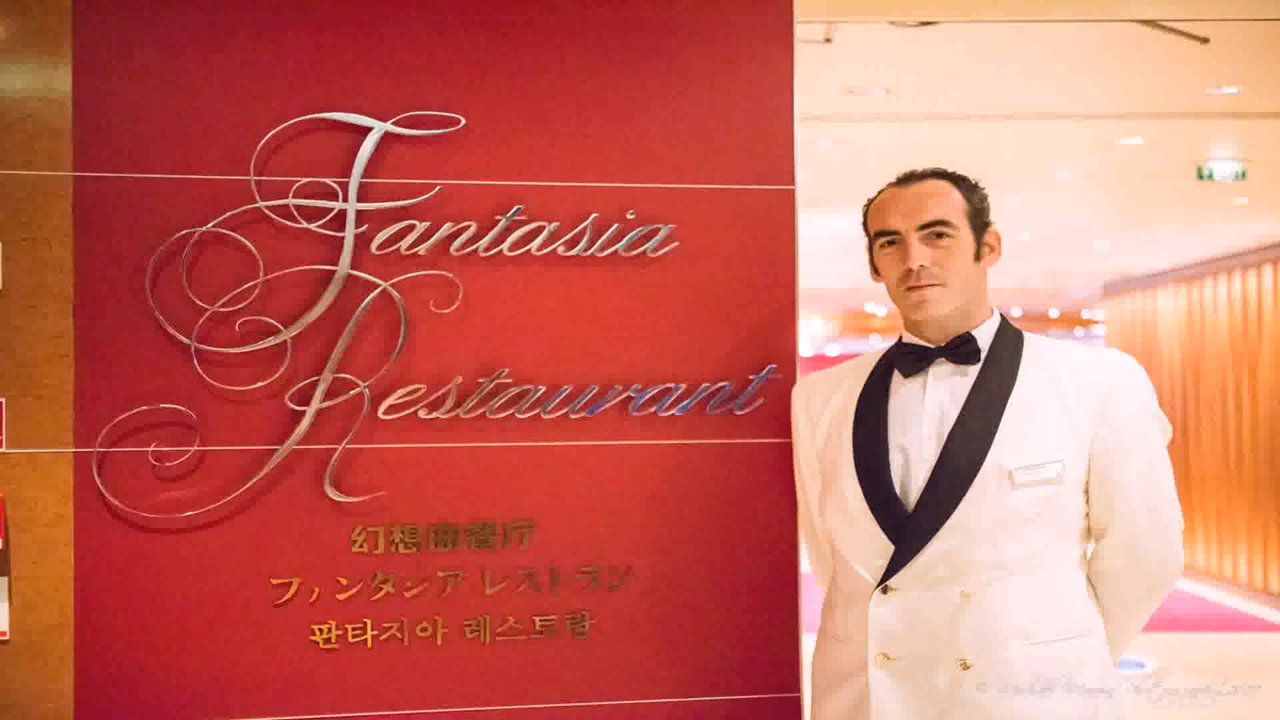 Fantasia
Restaurant
幻想曲餐厅
ファンタジア レストラン
판타지아 레스토랑